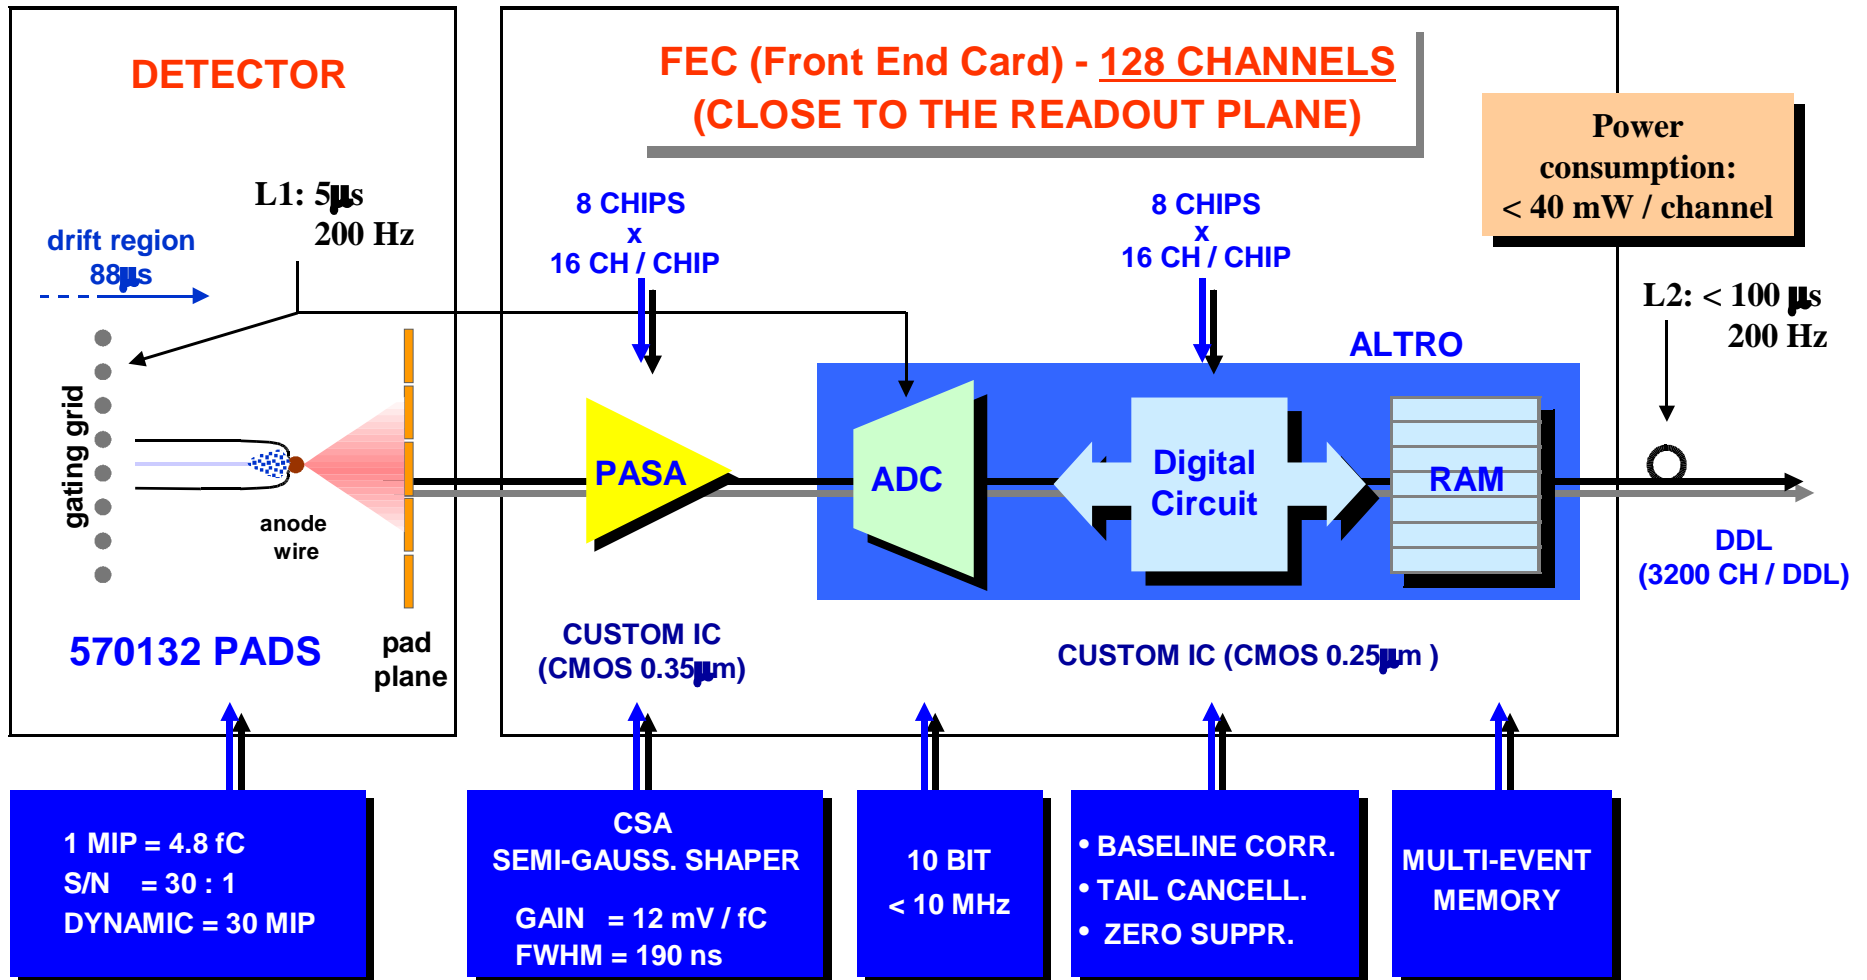 DETECTOR
L1: 5µs
200 Hz
drift region
88µs
gating grid
anode
wire
570132 PADS
pad
plane
FEC (Front End Card) - 128 CHANNELS
(CLOSE TO THE READOUT PLANE)
Power
consumption:
< 40 mW / channel
8 CHIPS
x
16 CH / CHIP
8 CHIPS
x
16 CH / CHIP
L2: < 100 µs
200 Hz
ALTRO
PASA
ADC
Digital
Circuit
RAM
DDL
(3200 CH / DDL)
CUSTOM IC
(CMOS 0.35µm)
CUSTOM IC (CMOS 0.25µm )
1 MIP = 4.8 fC
S/N = 30 : 1
DYNAMIC = 30 MIP
CSA
SEMI-GAUSS. SHAPER
GAIN = 12 mV / fC
FWHM = 190 ns
10 BIT
< 10 MHz
• BASELINE CORR.
• TAIL CANCELL.
• ZERO SUPPR.
MULTI-EVENT
MEMORY